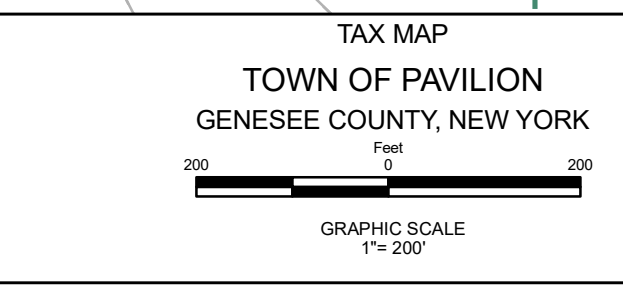 TAX MAP
TOWN OF PAVILION
GENESEE COUNTY, NEW YORK
Feet
200 0 200
GRAPHIC SCALE
1"= 200'